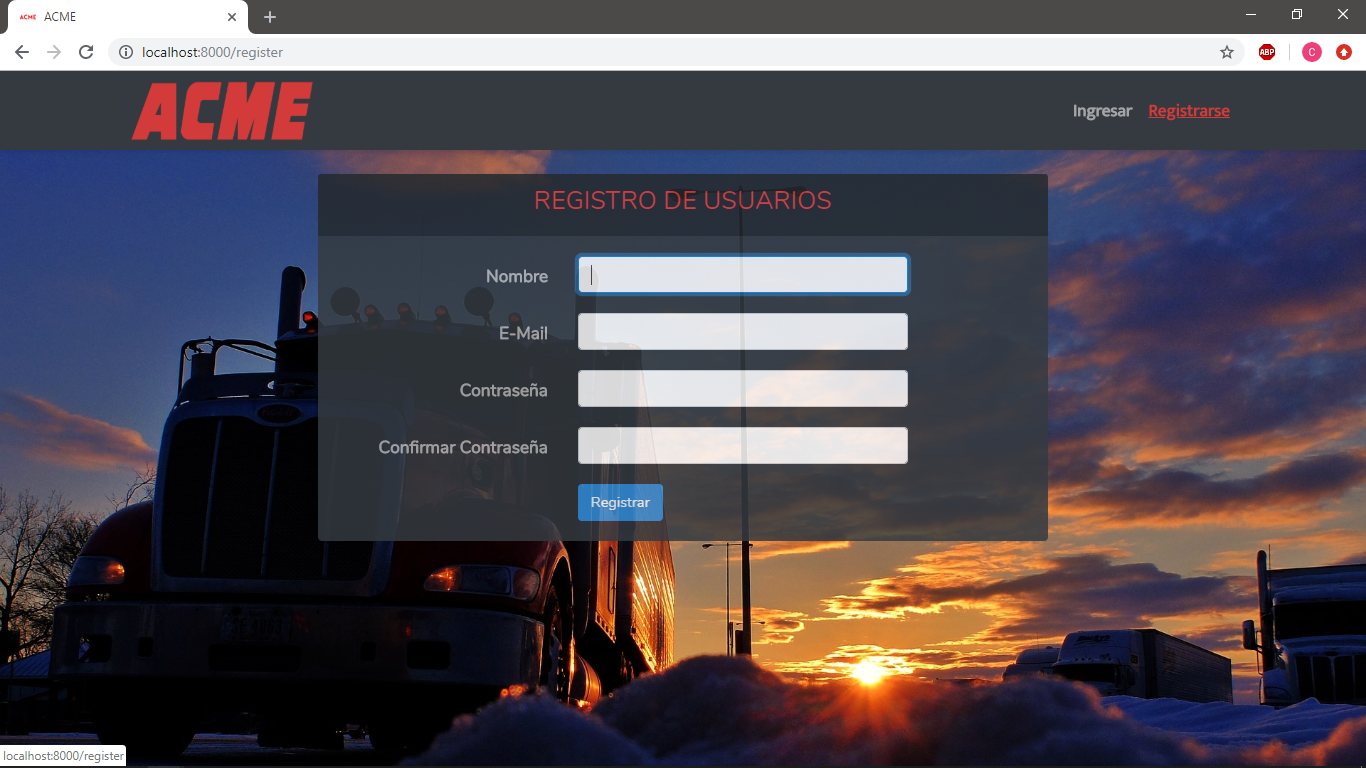 ACME ACME
localhost:8000/register
ABP
C
ACME
Ingresar Registrarse
REGISTRO DE USUARIOS
Nombre
E-Mail
Contraseña
Confirmar Contraseña
Registrar
localhost:8000/register